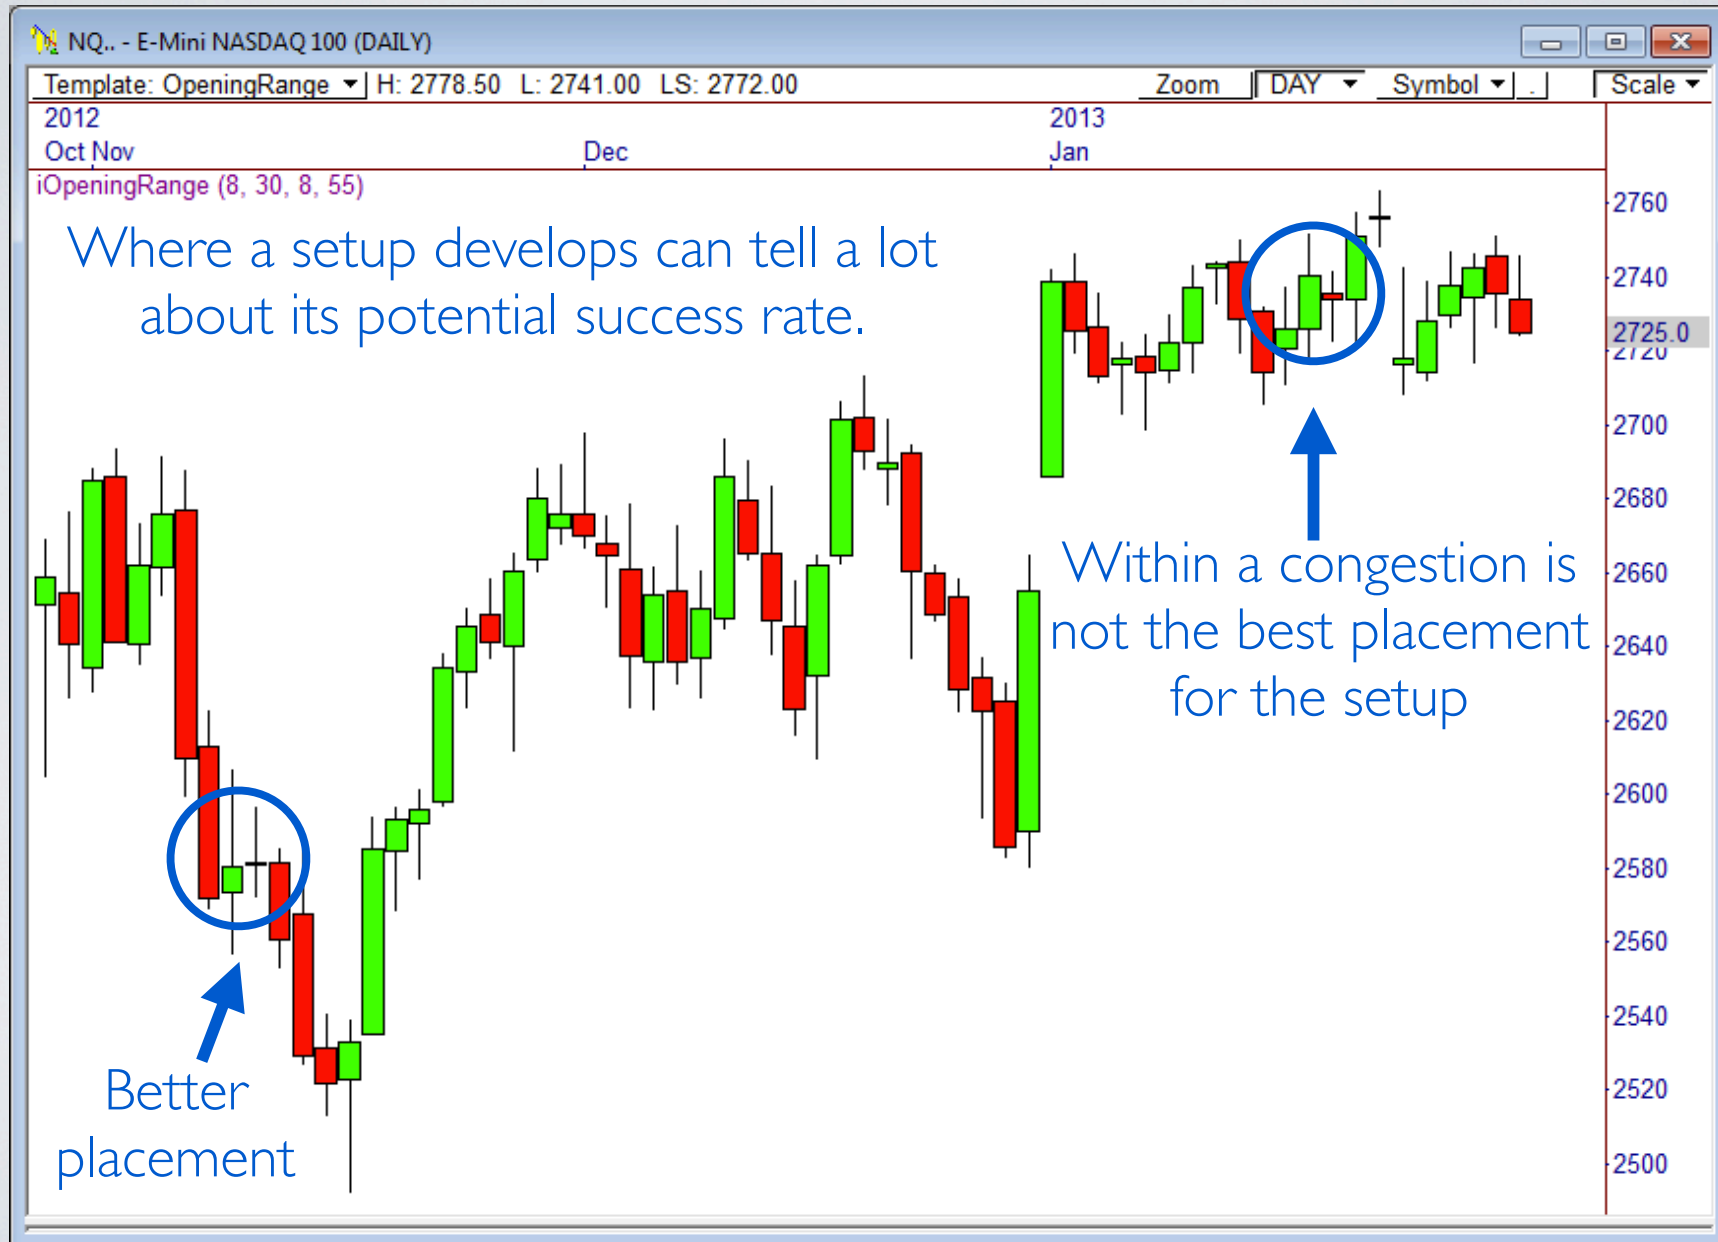 NQ.. - E-Mini NASDAQ 100 (DAILY)
Template: OpeningRange H: 2778.50 L: 2741.00 LS: 2772.00 Zoom DAY Symbol . Scale
2012 2013
Oct Nov Dec Jan
iOpeningRange (8, 30, 8, 55)
Where a setup develops can tell a lot
about its potential success rate.
2760
2740
2725.0
2720
2700
2680
Within a congestion is
not the best placement
for the setup
2660
2640
2620
2600
2580
2560
2540
Better
placement
2520
2500